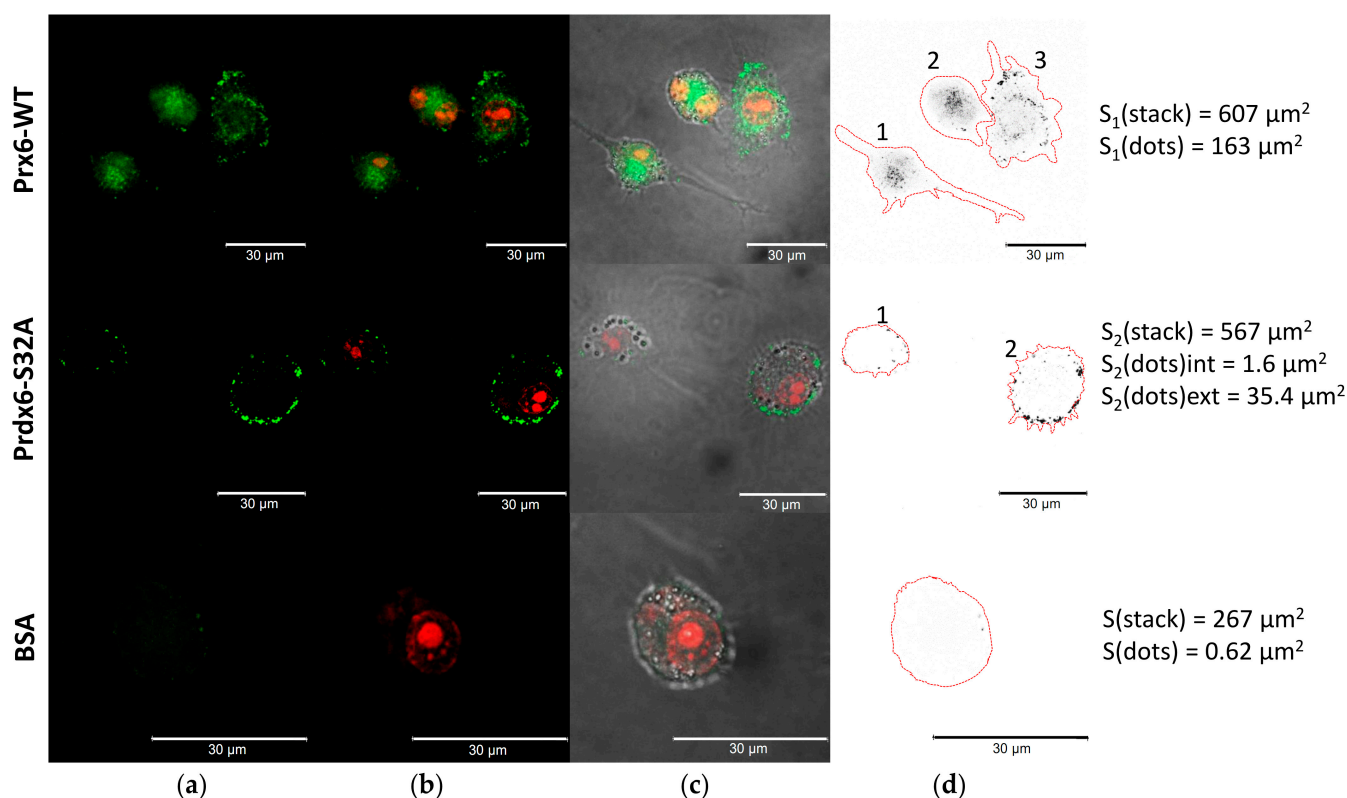 Prx6-WT
30 µm
30 µm
30 µm
1
2
3
30 µm
S1(stack) = 607 µm²
S1(dots) = 163 µm²
Prdx6-S32A
30 µm
30 µm
30 µm
1
2
30 µm
S2(stack) = 567 µm²
S2(dots)int = 1.6 µm²
S2(dots)ext = 35.4 µm²
BSA
30 µm
30 µm
30 µm
30 µm
S(stack) = 267 µm²
S(dots) = 0.62 µm²
(a)
(b)
(c)
(d)